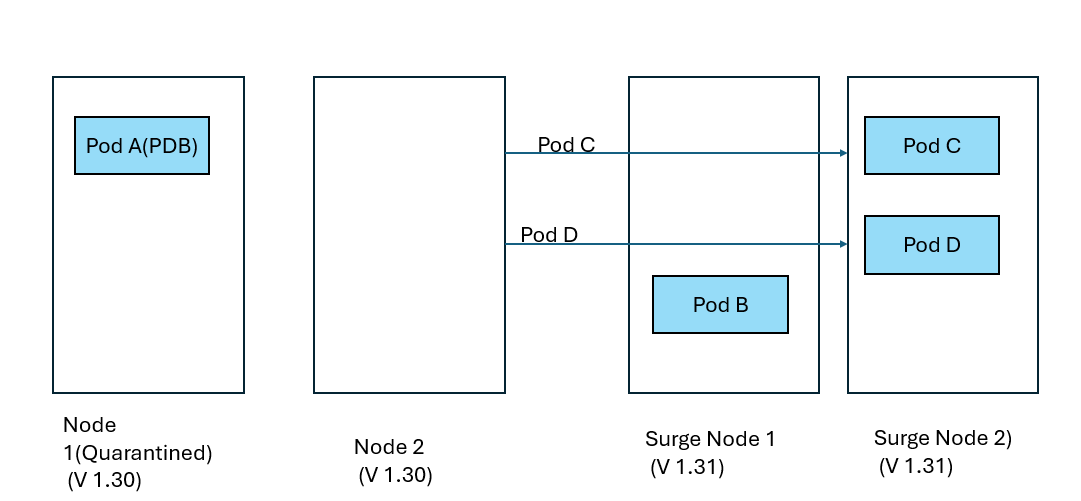 Pod A(PDB)
Pod C
Pod C
Pod D
Pod D
Pod B
Node
1(Quarantined)
(V 1.30)
Node 2
(V 1.30)
Surge Node 1
(V 1.31)
Surge Node 2)
(V 1.31)